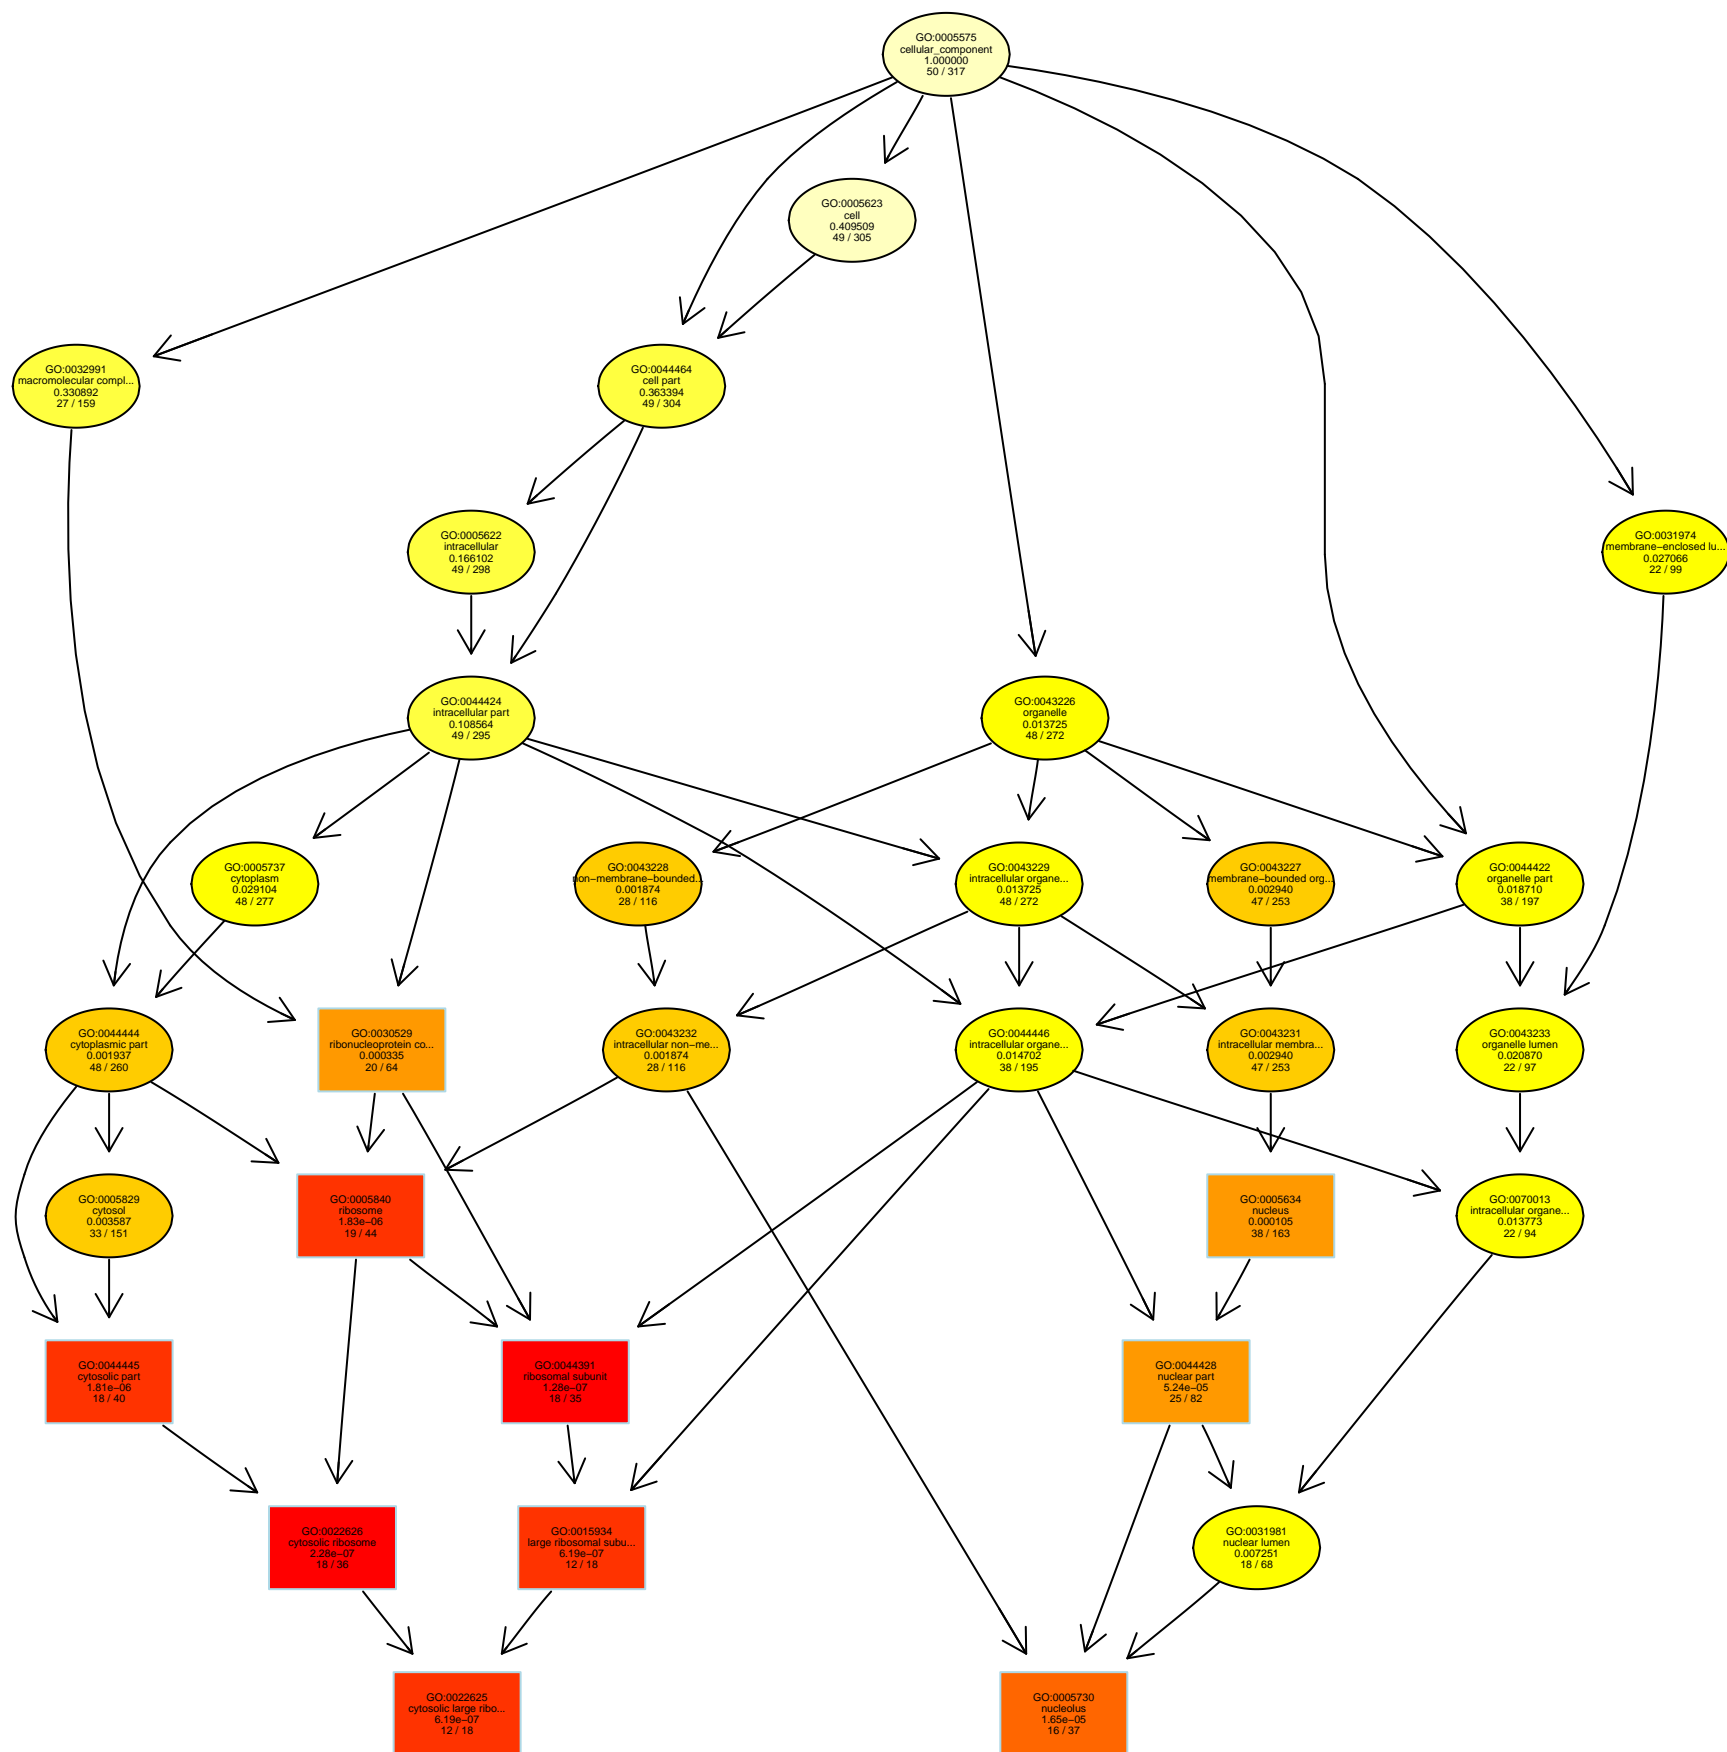 GO:0005575
cellular_component
1.000000
50 / 317
GO:0005623
cell
0.409509
49 / 305
GO:0032991
macromolecular compl...
0.330892
27 / 159
GO:0044464
cell part
0.363394
49 / 304
GO:0005622
intracellular
0.166102
49 / 298
GO:0031974
membrane−enclosed lu...
0.027066
22 / 99
GO:0044424
intracellular part
0.108564
49 / 295
GO:0043226
organelle
0.013725
48 / 272
GO:0005737
cytoplasm
0.029104
48 / 277
GO:0043228
non−membrane−bounded...
0.001874
28 / 116
GO:0043229
intracellular organe...
0.013725
48 / 272
GO:0043227
membrane−bounded org...
0.002940
47 / 253
GO:0044422
organelle part
0.018710
38 / 197
GO:0044444
cytoplasmic part
0.001937
48 / 260
GO:0030529
ribonucleoprotein co...
0.000335
20 / 64
GO:0043232
intracellular non−me...
0.001874
28 / 116
GO:0044446
intracellular organe...
0.014702
38 / 195
GO:0043231
intracellular membra...
0.002940
47 / 253
GO:0043233
organelle lumen
0.020870
22 / 97
GO:0005829
cytosol
0.003587
33 / 151
GO:0005840
ribosome
1.83e−06
19 / 44
GO:0005634
nucleus
0.000105
38 / 163
GO:0070013
intracellular organe...
0.013773
22 / 94
GO:0044445
cytosolic part
1.81e−06
18 / 40
GO:0044391
ribosomal subunit
1.28e−07
18 / 35
GO:0044428
nuclear part
5.24e−05
25 / 82
GO:0022626
cytosolic ribosome
2.28e−07
18 / 36
GO:0015934
large ribosomal subu...
6.19e−07
12 / 18
GO:0031981
nuclear lumen
0.007251
18 / 68
GO:0022625
cytosolic large ribo...
6.19e−07
12 / 18
GO:0005730
nucleolus
1.65e−05
16 / 37